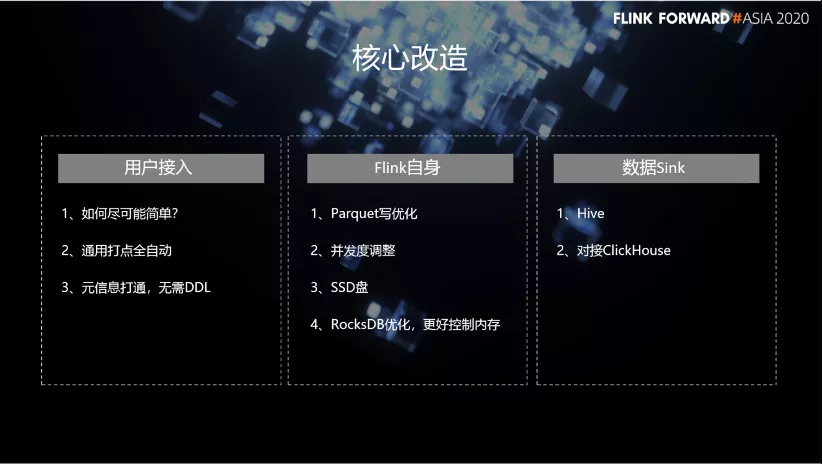 FLINK FORWARD #ASIA 2020
核心改造
用户接入
1、如何尽可能简单？
2、通用打点全自动
3、元信息打通，无需DDL
Flink自身
1、Parquet写优化
2、并发度调整
3、SSD盘
4、RocksDB优化，更好控制内存
数据Sink
1、Hive
2、对接ClickHouse